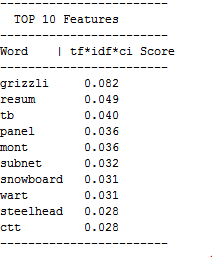 ------------------------
TOP 10 Features
------------------------
Word | tf*idf*ci Score
------------------------
grizzli 0.082
resum 0.049
tb 0.040
panel 0.036
mont 0.036
subnet 0.032
snowboard 0.031
wart 0.031
steelhead 0.028
ctt 0.028
------------------------